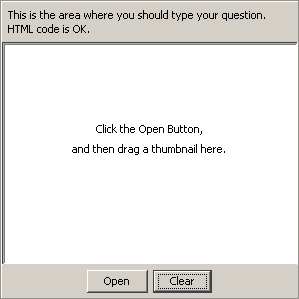 This is the area where you should type your question.
HTML code is OK.
Click the Open Button,
and then drag a thumbnail here.
Open
Clear